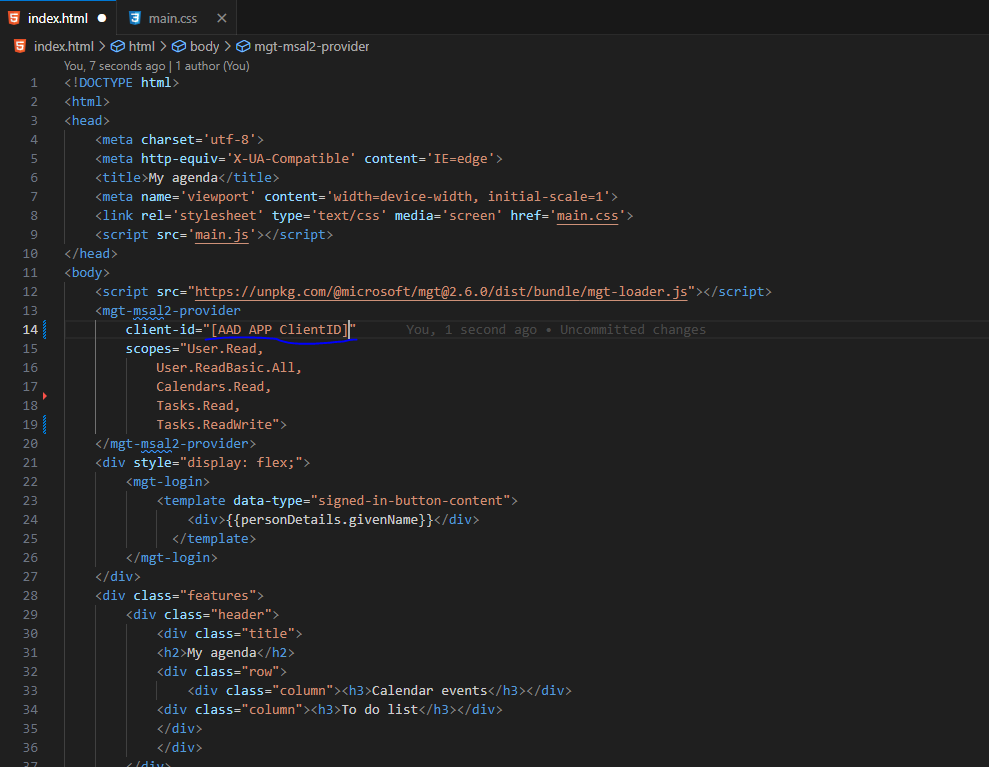 index.html
main.css
index.html > html > body > mgt-msal2-provider
You, 7 seconds ago | 1 author (You)
1 <!DOCTYPE html>
2 <html>
3 <head>
4 <meta charset='utf-8'>
5 <meta http-equiv='X-UA-Compatible' content='IE=edge'>
6 <title>My agenda</title>
7 <meta name='viewport' content='width=device-width, initial-scale=1'>
8 <link rel='stylesheet' type='text/css' media='screen' href='main.css'>
9 <script src='main.js'></script>
10 </head>
11 <body>
12 <script src="https://unpkg.com/@microsoft/mgt@2.6.0/dist/bundle/mgt-loader.js"></script>
13 <mgt-msal2-provider
14 client-id="[AAD APP ClientID]" You, 1 second ago • Uncommitted changes
15 scopes="User.Read,
16 User.ReadBasic.All,
17 Calendars.Read,
18 Tasks.Read,
19 Tasks.ReadWrite">
20 </mgt-msal2-provider>
21 <div style="display: flex;">
22 <mgt-login>
23 <template data-type="signed-in-button-content">
24 <div>{{personDetails.givenName}}</div>
25 </template>
26 </mgt-login>
27 </div>
28 <div class="features">
29 <div class="header">
30 <div class="title">
31 <h2>My agenda</h2>
32 <div class="row">
33 <div class="column"><h3>Calendar events</h3></div>
34 <div class="column"><h3>To do list</h3></div>
35 </div>
36 </div>
37 </div>